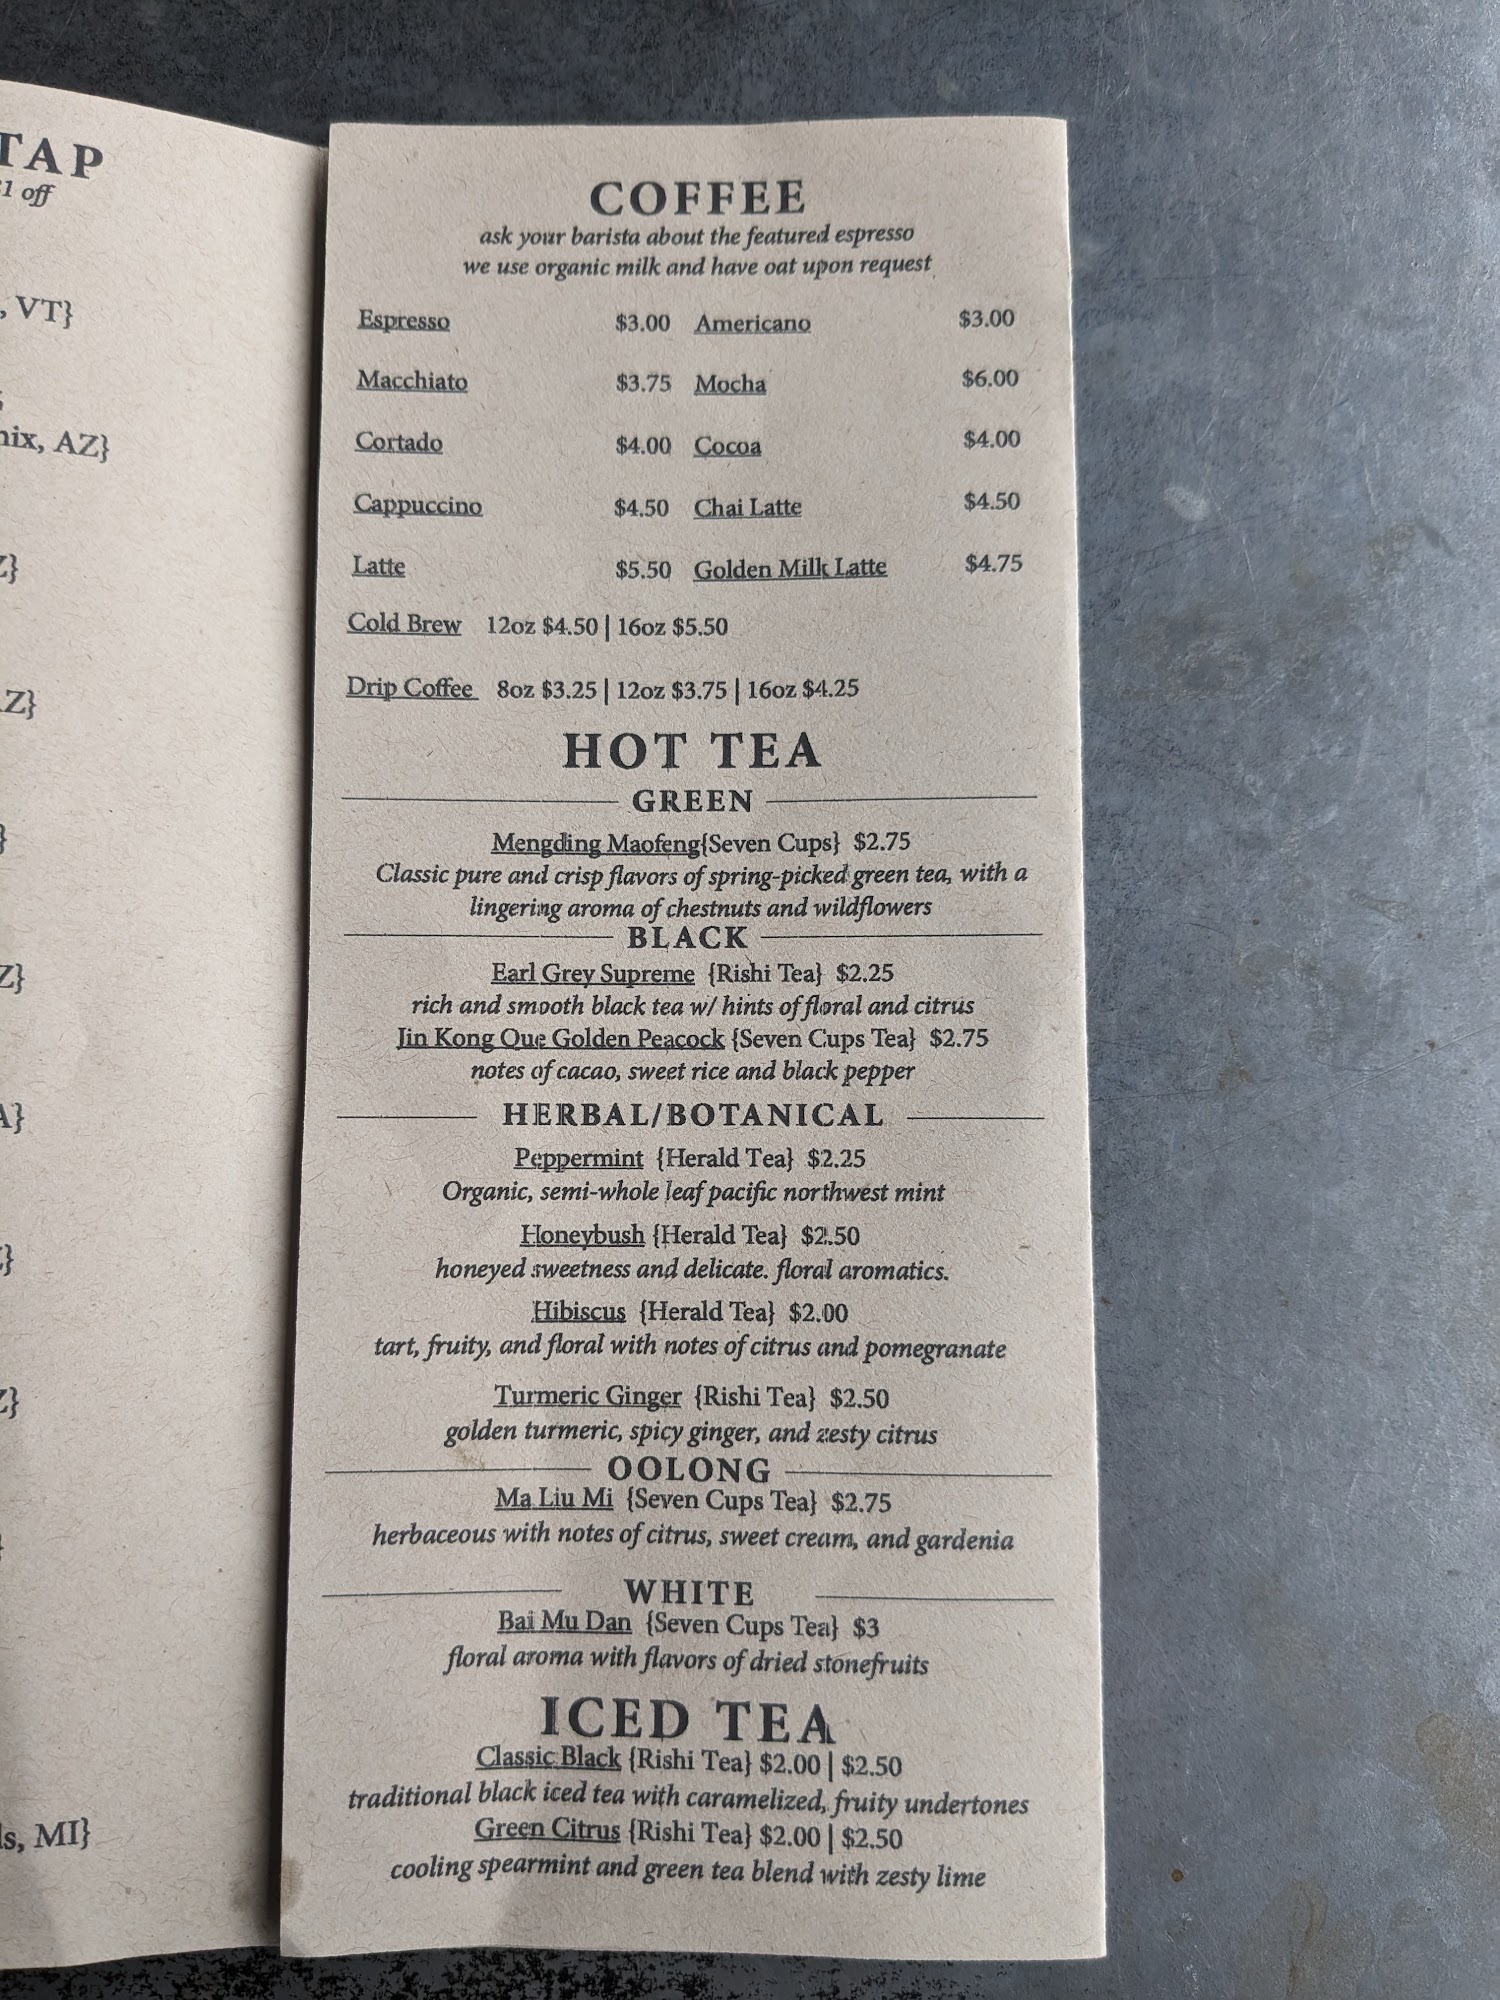 TAP
$1 off
, VT}
nix, AZ}
Z}
AZ}
}
Z}
A}
}
Z}
}
ls, MI}
COFFEE
ask your barista about the featured espresso
we use organic milk and have oat upon request
Espresso $3.00 Americano $3.00
Macchiato $3.75 Mocha $6.00
Cortado $4.00 Cocoa $4.00
Cappuccino $4.50 Chai Latte $4.50
Latte $5.50 Golden Milk Latte $4.75
Cold Brew 12oz $4.50 | 16oz $5.50
Drip Coffee 8oz $3.25 | 12oz $3.75 | 16oz $4.25
HOT TEA
GREEN
Mengding Maofeng{Seven Cups} $2.75
Classic pure and crisp flavors of spring-picked green tea, with a
lingering aroma of chestnuts and wildflowers
BLACK
Earl Grey Supreme {Rishi Tea} $2.25
rich and smooth black tea w/ hints of floral and citrus
Jin Kong Que Golden Peacock {Seven Cups Tea} $2.75
notes of cacao, sweet rice and black pepper
HERBAL/BOTANICAL
Peppermint {Herald Tea} $2.25
Organic, semi-whole leaf pacific northwest mint
Honeybush {Herald Tea} $2.50
honeyed sweetness and delicate. floral aromatics.
Hibiscus {Herald Tea} $2.00
tart, fruity, and floral with notes of citrus and pomegranate
Turmeric Ginger {Rishi Tea} $2.50
golden turmeric, spicy ginger, and zesty citrus
OOLONG
Ma Liu Mi {Seven Cups Tea} $2.75
herbaceous with notes of citrus, sweet cream, and gardenia
WHITE
Bai Mu Dan {Seven Cups Tea} $3
floral aroma with flavors of dried stonefruits
ICED TEA
Classic Black {Rishi Tea} $2.00 | $2.50
traditional black iced tea with caramelized, fruity undertones
Green Citrus {Rishi Tea} $2.00 | $2.50
cooling spearmint and green tea blend with zesty lime